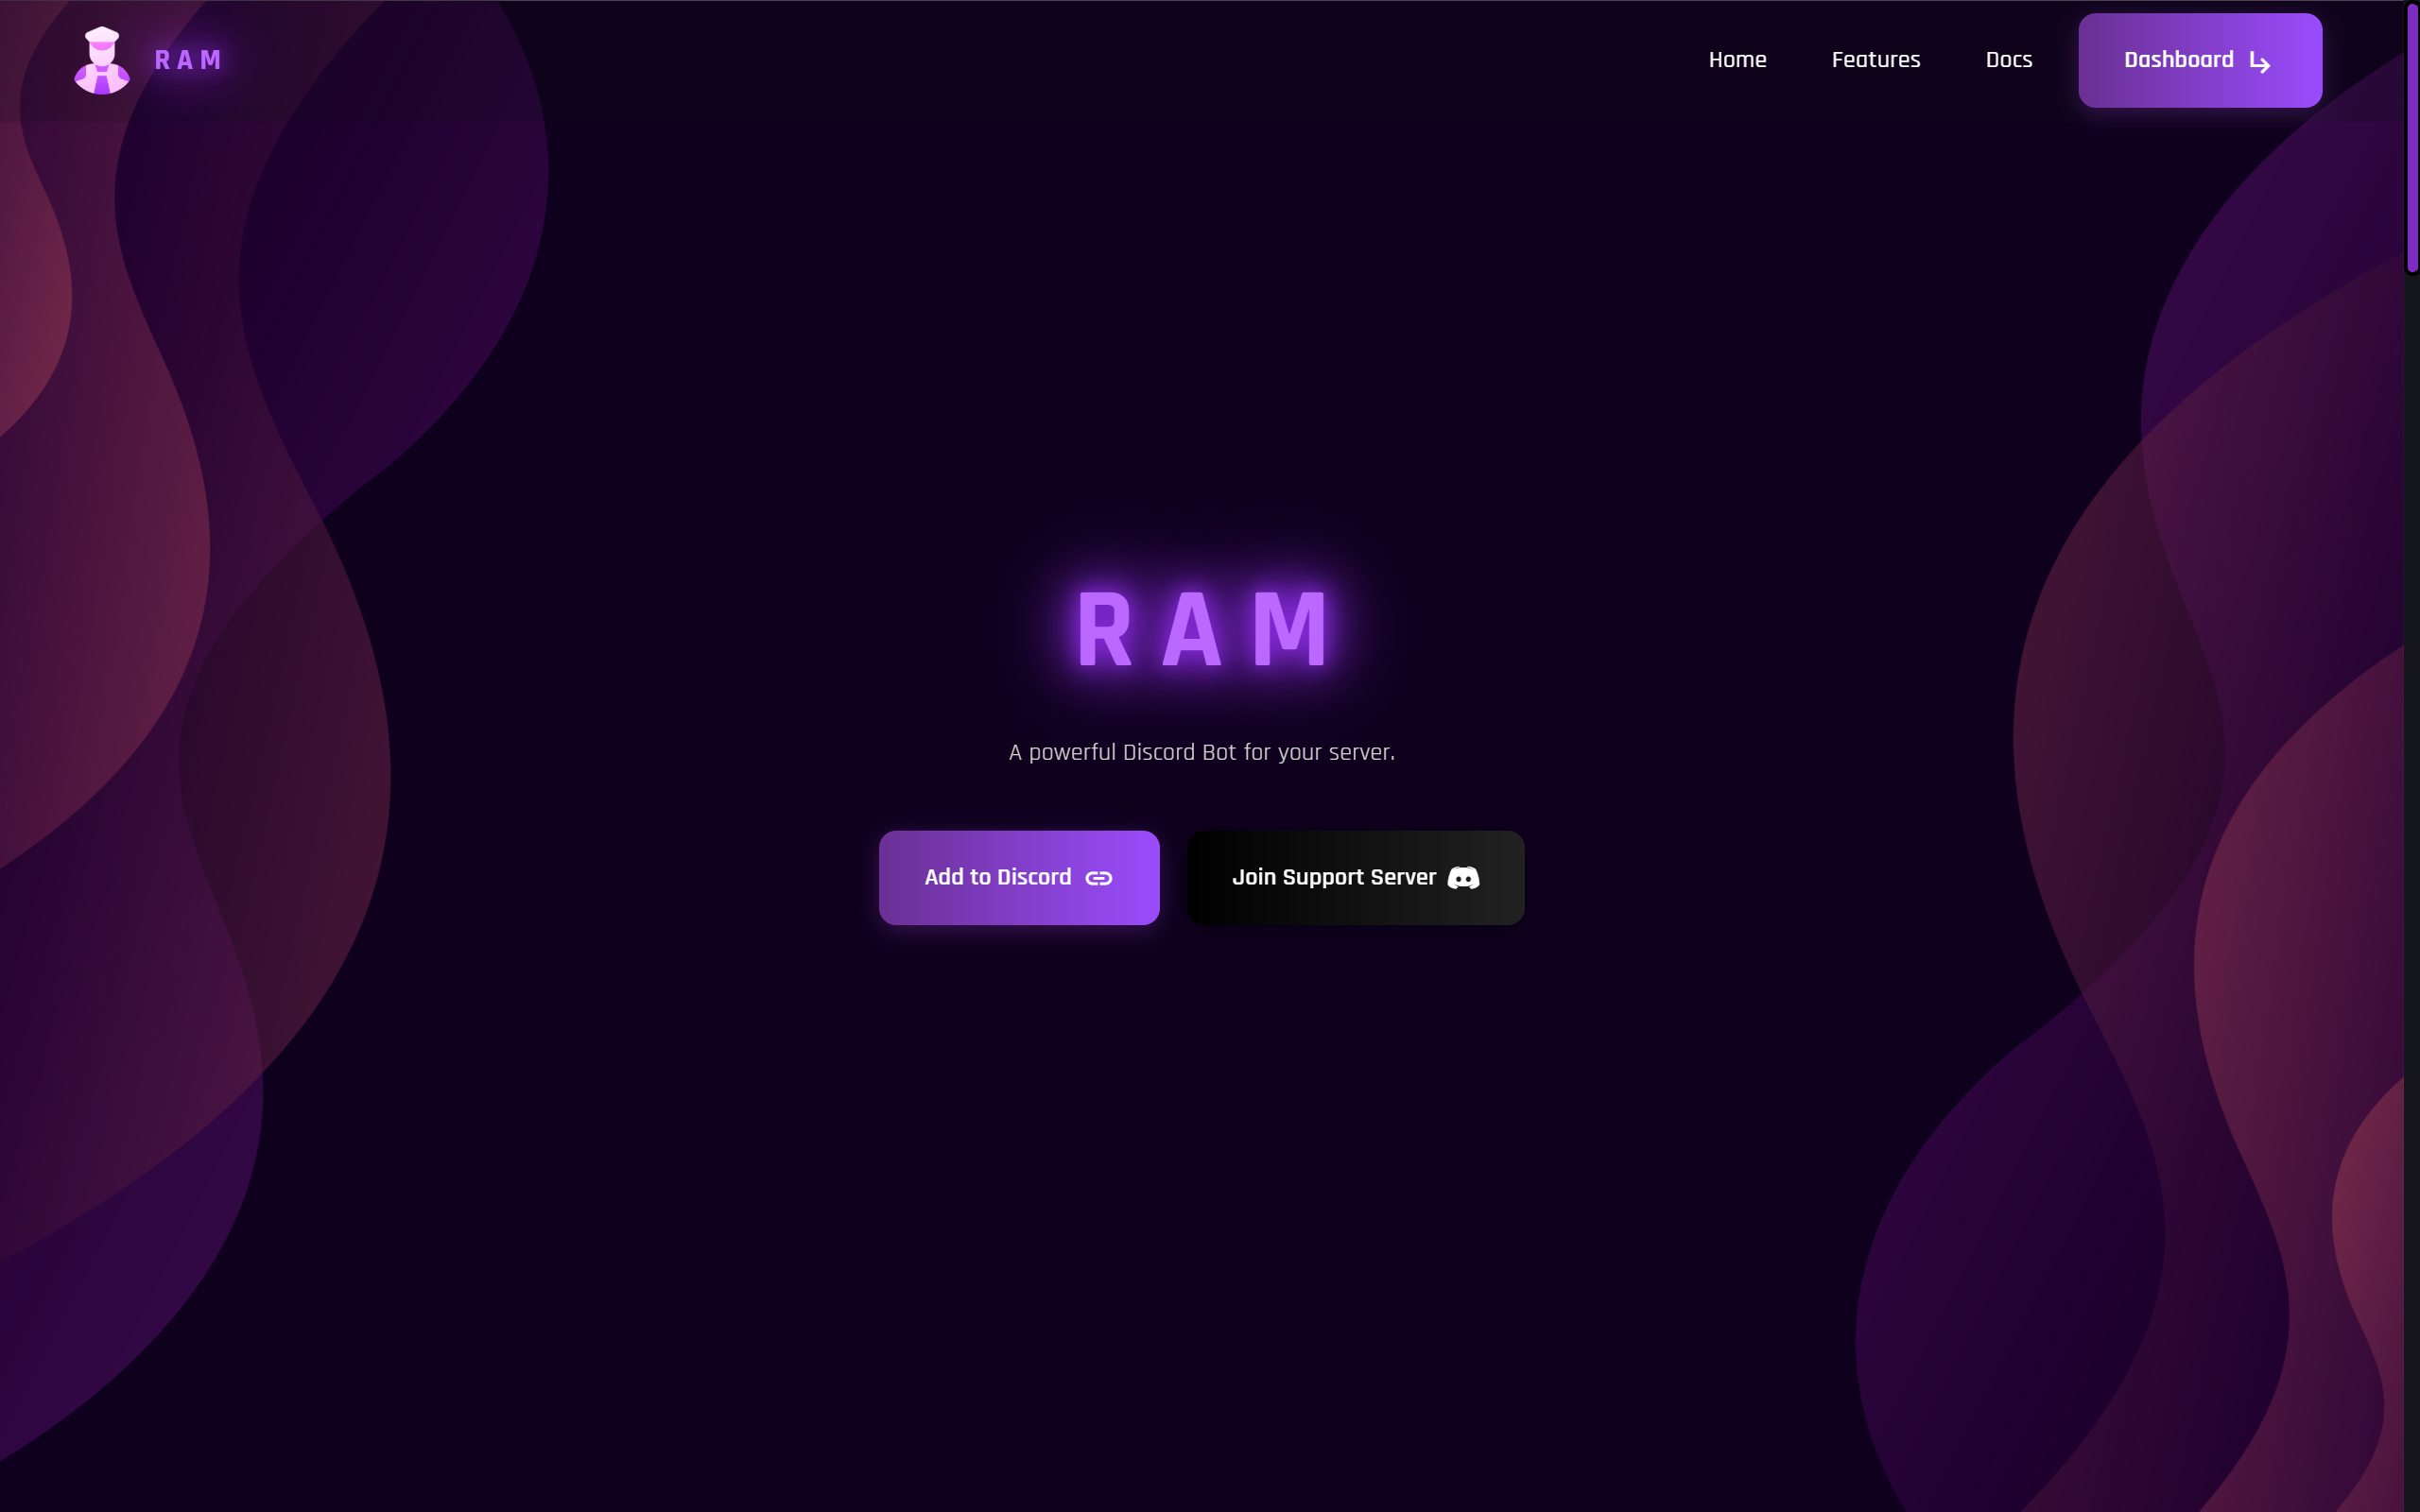 RAM
Home Features Docs Dashboard
RAM
A powerful Discord Bot for your server.
Add to Discord Join Support Server